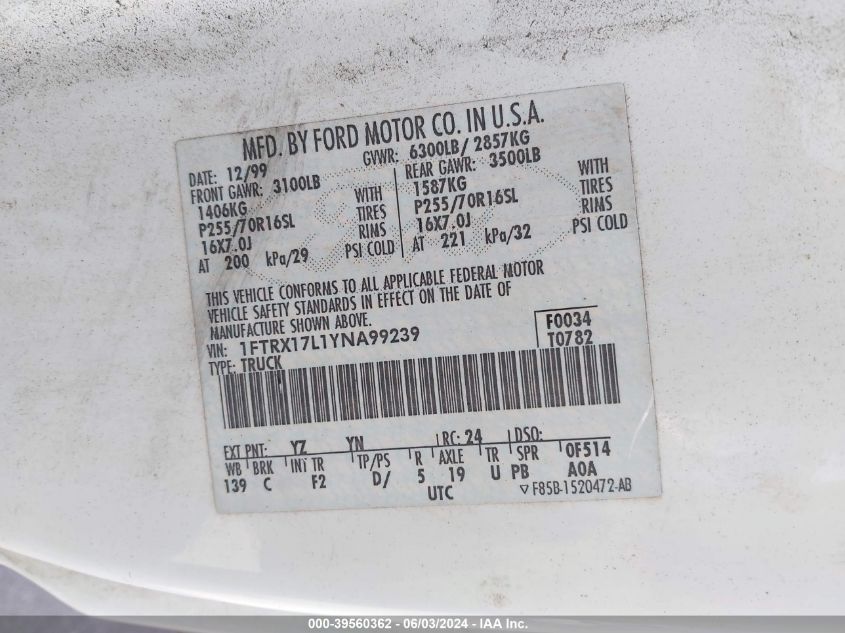 MFD. BY FORD MOTOR CO. IN U.S.A.
DATE: 12/99 GVWR: 6300LB/ 2857KG
FRONT GAWR: 3100LB REAR GAWR: 3500LB
1406KG WITH 1587KG WITH
P255/70R16SL TIRES P255/70R16SL TIRES
16X7.0J RIMS 16X7.0J RIMS
AT 200 kPa/29 PSI COLD AT 221 kPa/32 PSI COLD
THIS VEHICLE CONFORMS TO ALL APPLICABLE FEDERAL MOTOR
VEHICLE SAFETY STANDARDS IN EFFECT ON THE DATE OF
MANUFACTURE SHOWN ABOVE.
VIN: 1FTRX17L1YNA99239 F0034
TYPE: TRUCK T0782
EXT PNT: YZ YN RC: 24 DSO:
WB BRK INT TR TP/PS R AXLE TR SPR 0F514
139 C F2 D/ 5 19 U PB A0A
UTC ▽ F85B-1520472-AB
000-39560362 - 06/03/2024 - IAA Inc.